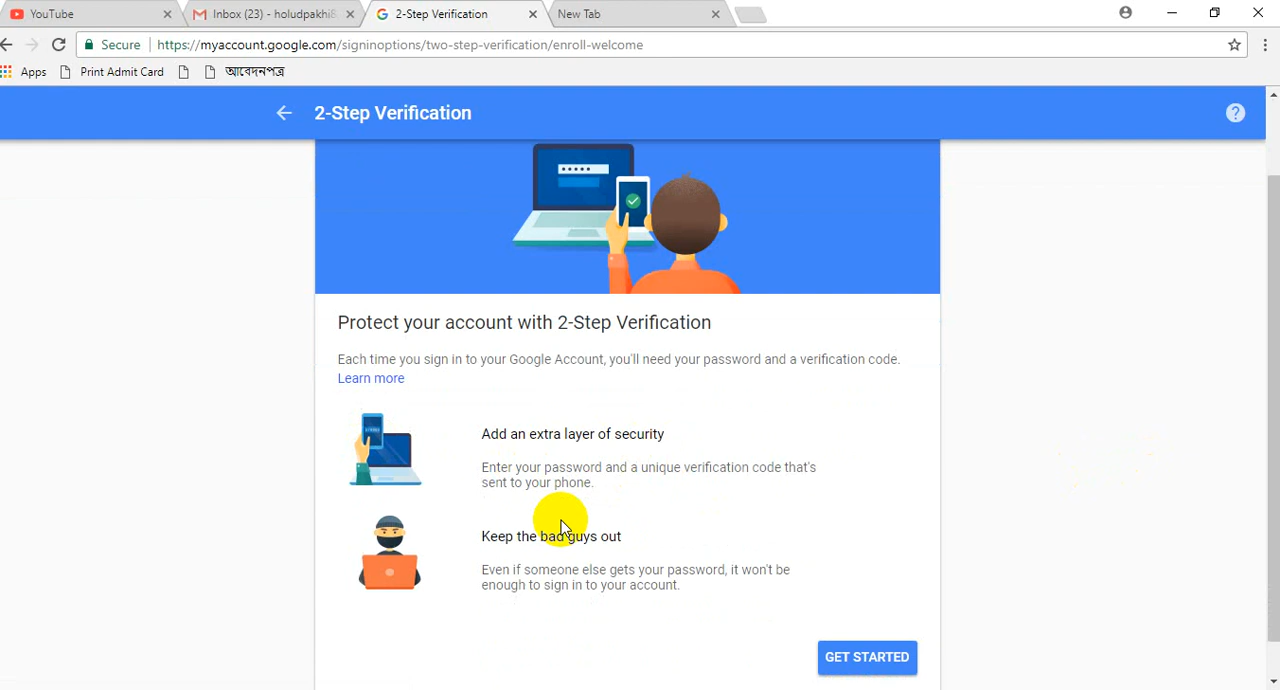 YouTube
Inbox (23) - holudpakhi
2-Step Verification
New Tab
Secure
https://myaccount.google.com/signinoptions/two-step-verification/enroll-welcome
Apps
Print Admit Card
আবেদনপত্র
2-Step Verification
Protect your account with 2-Step Verification
Each time you sign in to your Google Account, you'll need your password and a verification code.
Learn more
Add an extra layer of security
Enter your password and a unique verification code that's
sent to your phone.
Keep the bad guys out
Even if someone else gets your password, it won't be
enough to sign in to your account.
GET STARTED